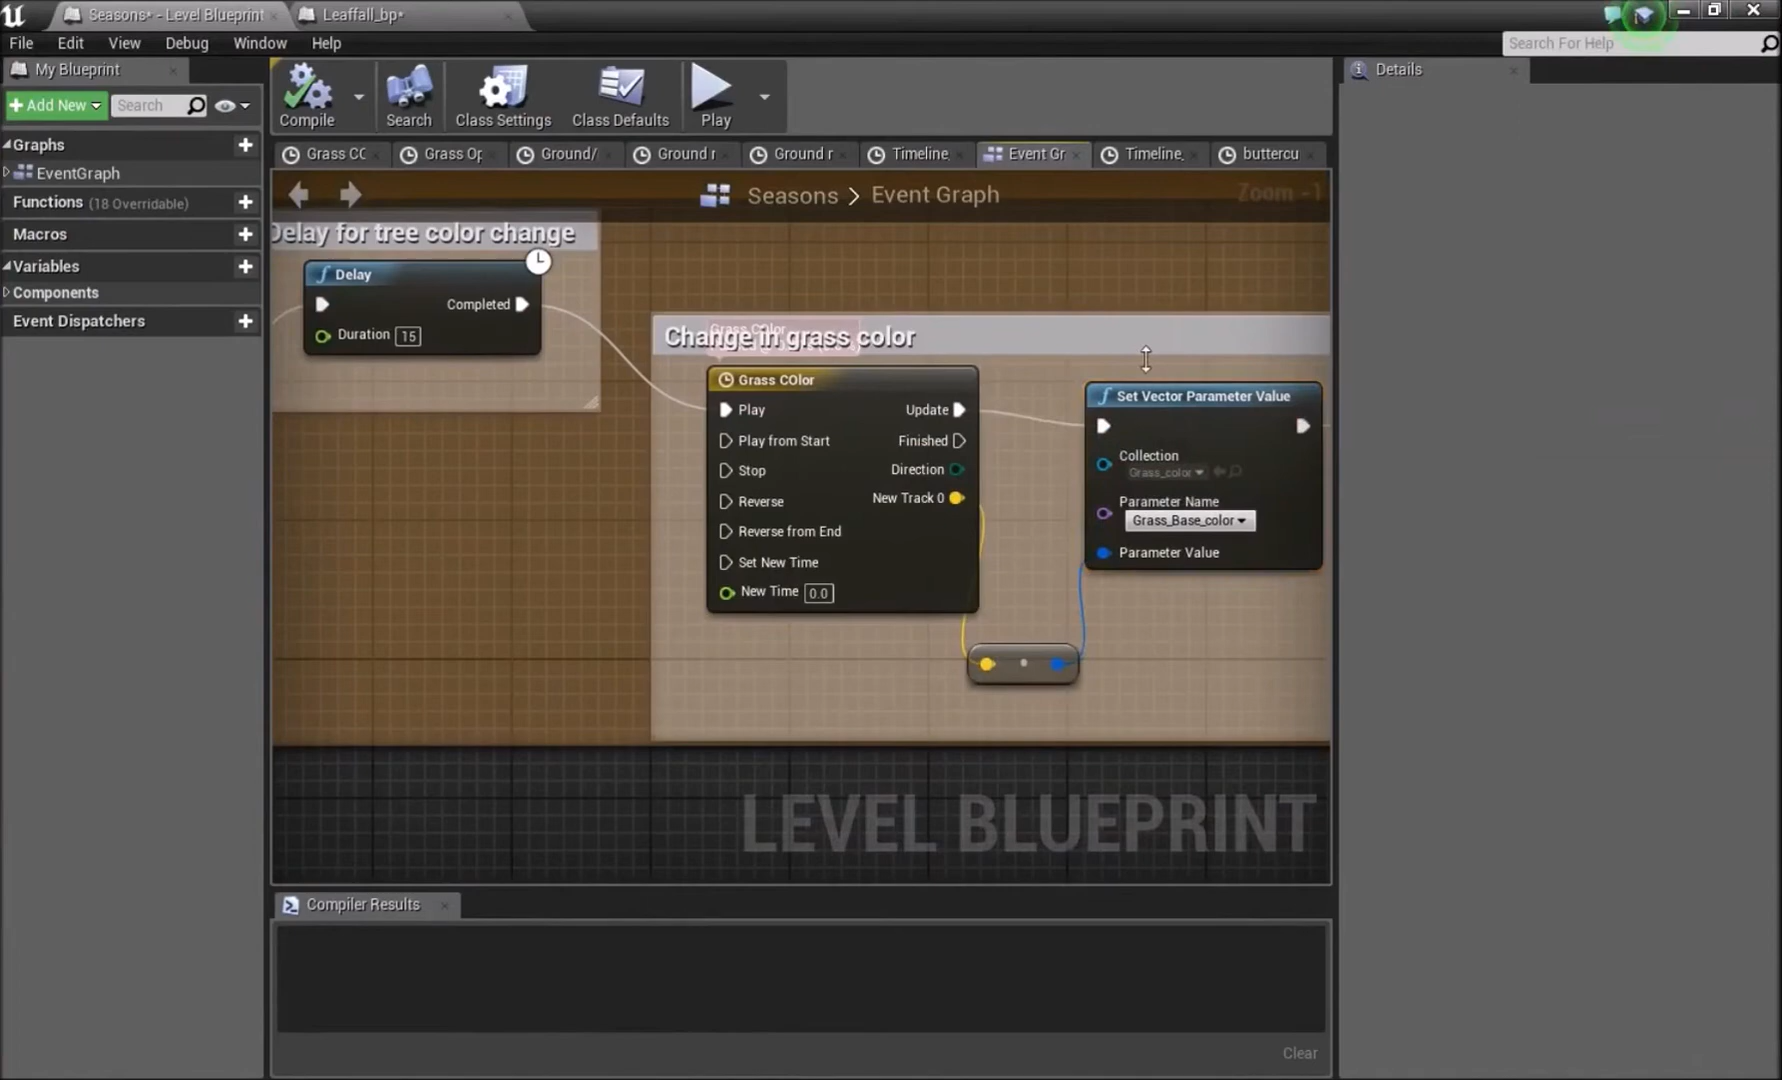 Seasons* - Level Blueprint
Leaffall_bp*
File Edit View Debug Window Help
Search For Help
My Blueprint
Details
Add New
Search
Compile
Search
Class Settings
Class Defaults
Play
Graphs
EventGraph
Functions (18 Overridable)
Macros
Variables
Components
Event Dispatchers
Grass CC
Grass Op
Ground/
Ground r
Ground r
Timeline
Event Gr
Timeline
buttercu
Seasons > Event Graph
Zoom -1
Delay for tree color change
Delay
Completed
Duration 15
Change in grass color
Grass COlor
Grass COlor
Play
Update
Play from Start
Finished
Stop
Direction
New Track 0
Reverse
Reverse from End
Set New Time
New Time 0.0
Set Vector Parameter Value
Collection
Grass_color
Parameter Name
Grass_Base_color
Parameter Value
LEVEL BLUEPRINT
Compiler Results
Clear